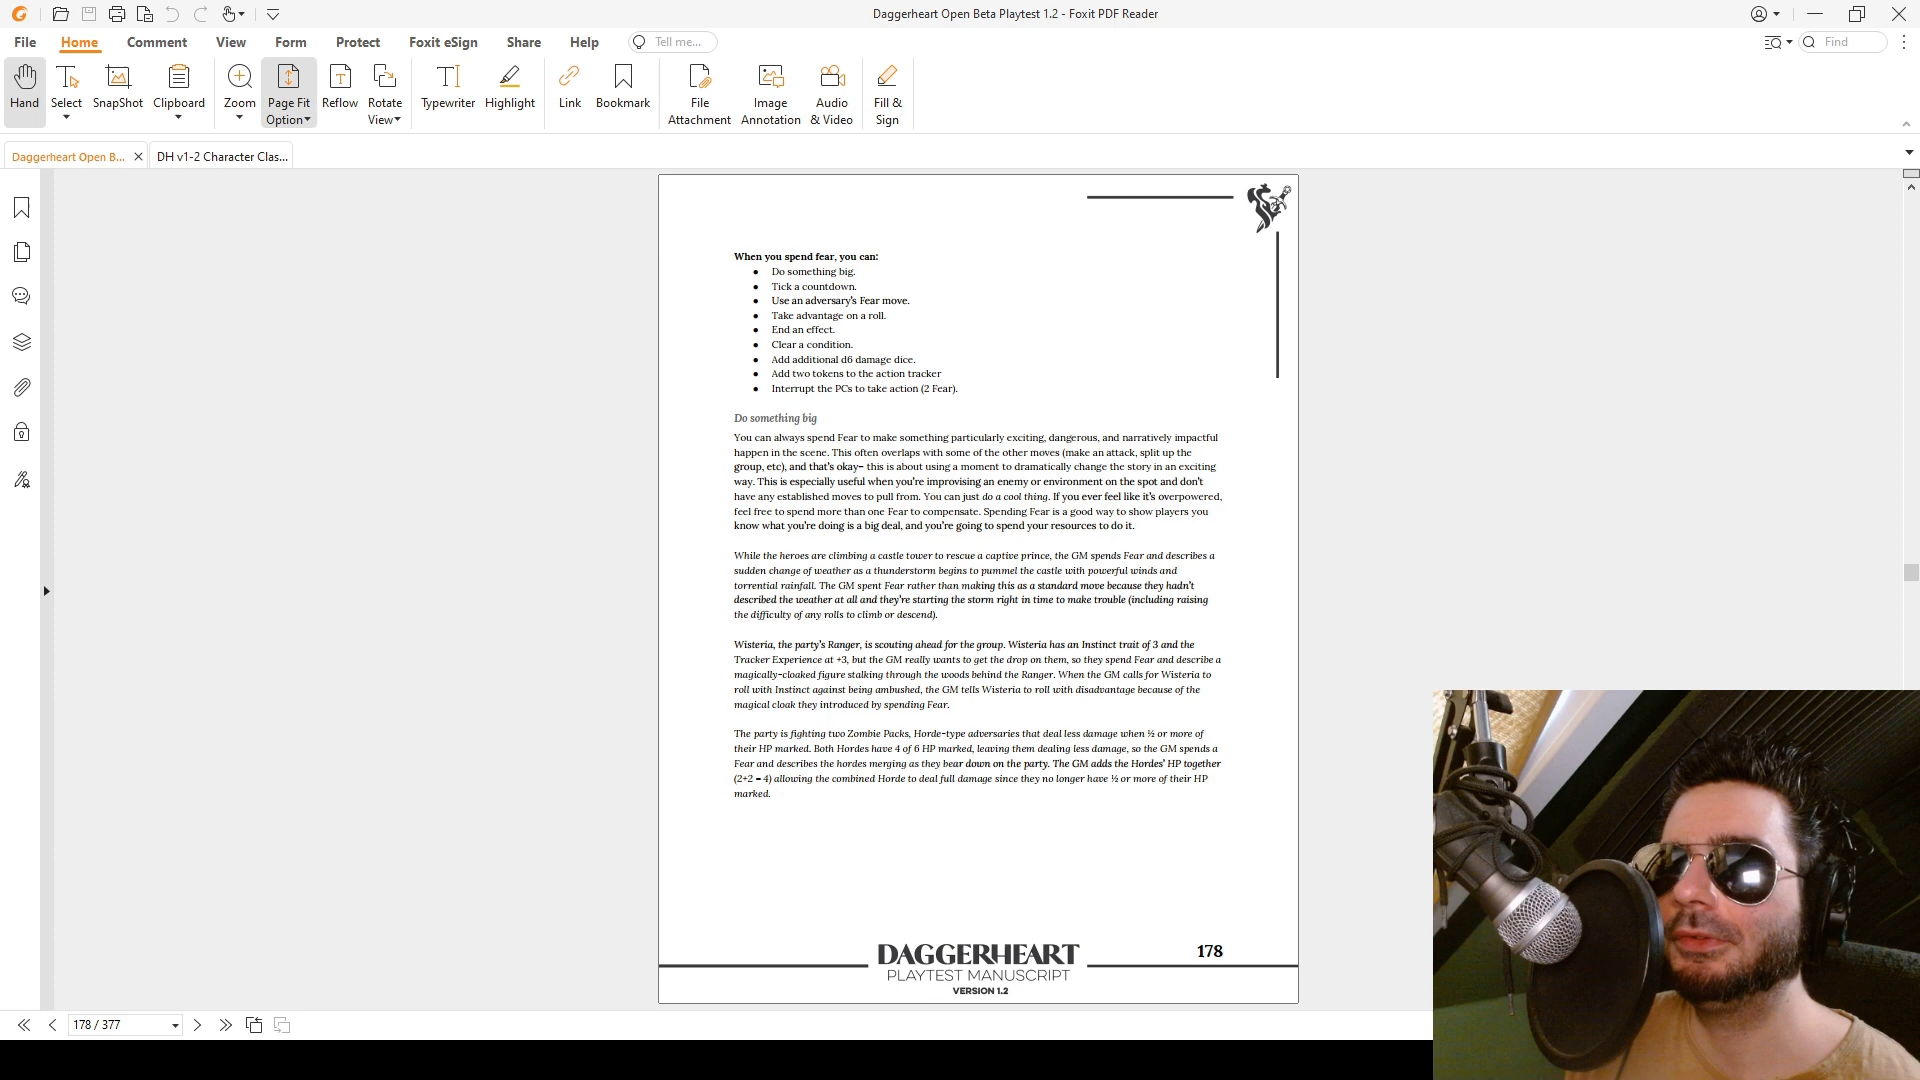 Daggerheart Open Beta Playtest 1.2 - Foxit PDF Reader
File Home Comment View Form Protect Foxit eSign Share Help Tell me... Find
Hand Select SnapShot Clipboard Zoom Page Fit Option Reflow Rotate View Typewriter Highlight Link Bookmark File Attachment Image Annotation Audio & Video Fill & Sign
Daggerheart Open B... DH v1-2 Character Clas...
When you spend fear, you can:
● Do something big.
● Tick a countdown.
● Use an adversary's Fear move.
● Take advantage on a roll.
● End an effect.
● Clear a condition.
● Add additional d6 damage dice.
● Add two tokens to the action tracker
● Interrupt the PCs to take action (2 Fear).
Do something big
You can always spend Fear to make something particularly exciting, dangerous, and narratively impactful
happen in the scene. This often overlaps with some of the other moves (make an attack, split up the
group, etc), and that's okay– this is about using a moment to dramatically change the story in an exciting
way. This is especially useful when you're improvising an enemy or environment on the spot and don't
have any established moves to pull from. You can just do a cool thing. If you ever feel like it's overpowered,
feel free to spend more than one Fear to compensate. Spending Fear is a good way to show players you
know what you're doing is a big deal, and you're going to spend your resources to do it.
While the heroes are climbing a castle tower to rescue a captive prince, the GM spends Fear and describes a
sudden change of weather as a thunderstorm begins to pummel the castle with powerful winds and
torrential rainfall. The GM spent Fear rather than making this as a standard move because they hadn't
described the weather at all and they're starting the storm right in time to make trouble (including raising
the difficulty of any rolls to climb or descend).
Wisteria, the party's Ranger, is scouting ahead for the group. Wisteria has an Instinct trait of 3 and the
Tracker Experience at +3, but the GM really wants to get the drop on them, so they spend Fear and describe a
magically-cloaked figure stalking through the woods behind the Ranger. When the GM calls for Wisteria to
roll with Instinct against being ambushed, the GM tells Wisteria to roll with disadvantage because of the
magical cloak they introduced by spending Fear.
The party is fighting two Zombie Packs, Horde-type adversaries that deal less damage when ½ or more of
their HP marked. Both Hordes have 4 of 6 HP marked, leaving them dealing less damage, so the GM spends a
Fear and describes the hordes merging as they bear down on the party. The GM adds the Hordes' HP together
(2+2 = 4) allowing the combined Horde to deal full damage since they no longer have ½ or more of their HP
marked.
DAGGERHEART
178
PLAYTEST MANUSCRIPT
VERSION 1.2
178 / 377